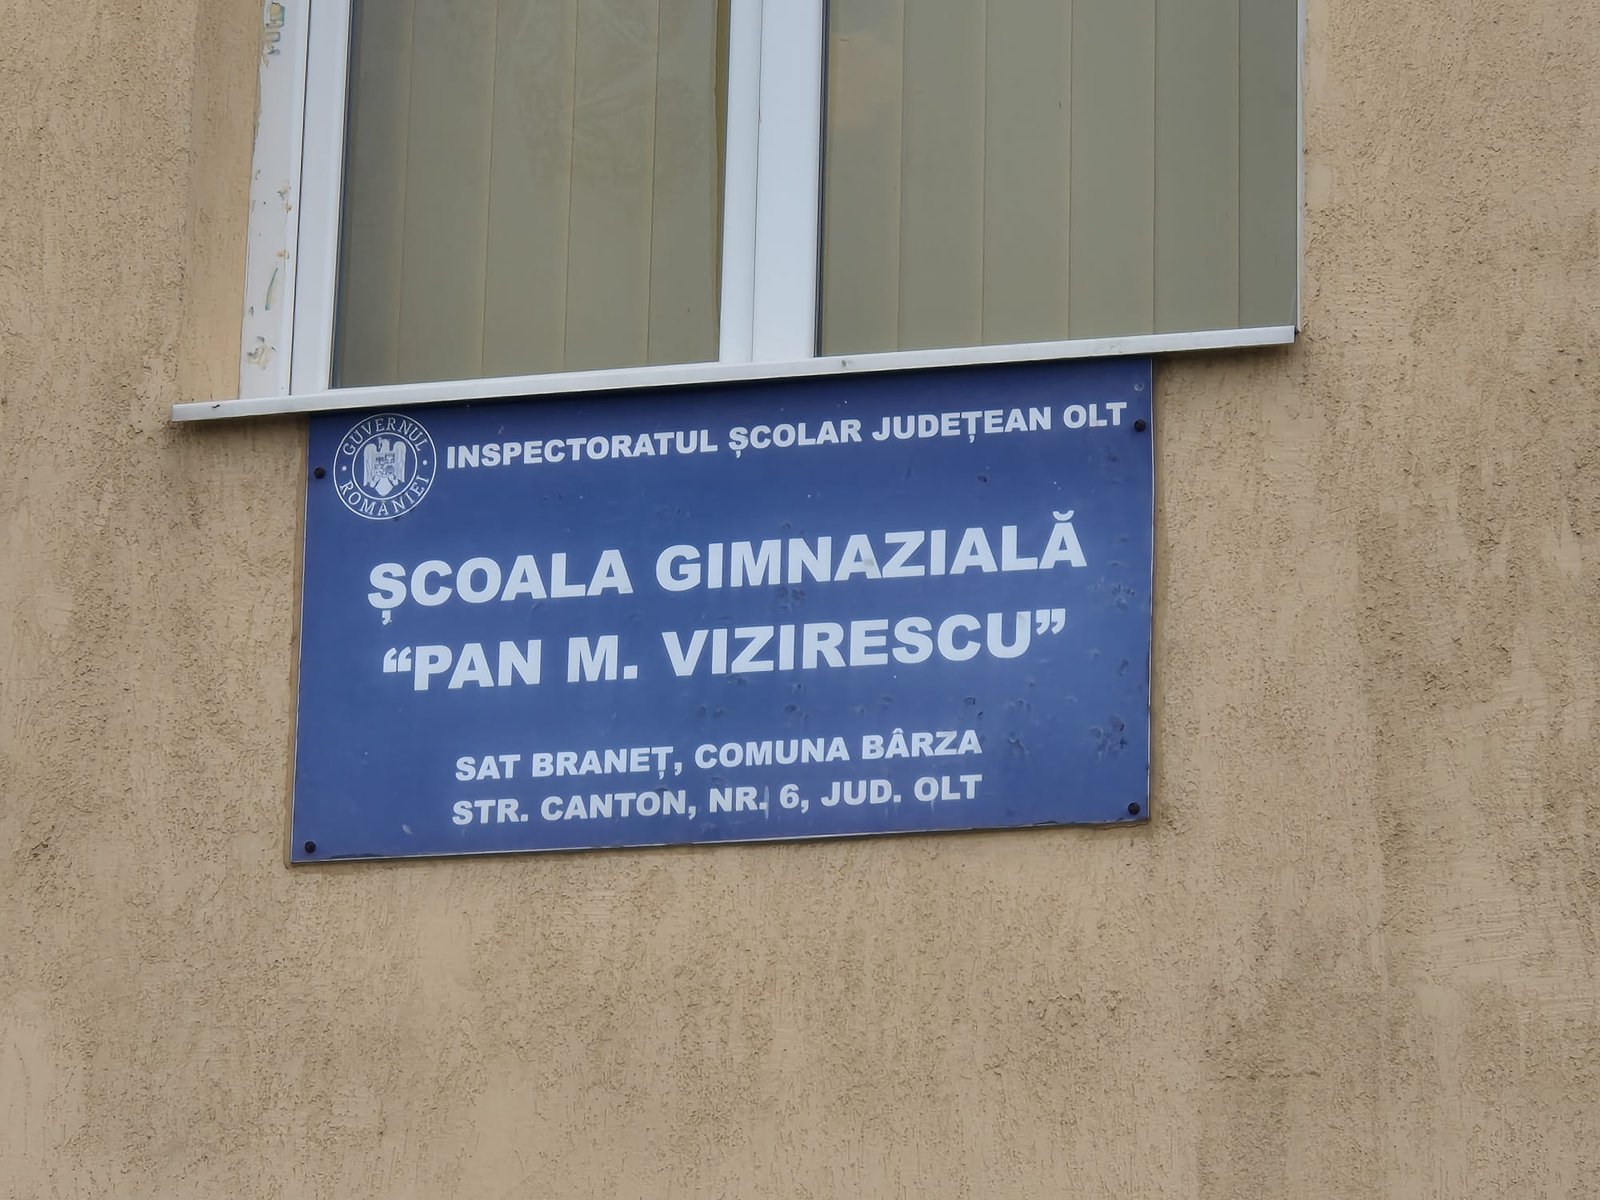 GUVERNUL ROMÂNIEI
INSPECTORATUL ȘCOLAR JUDEȚEAN OLT
ȘCOALA GIMNAZIALĂ
“PAN M. VIZIRESCU”
SAT BRANEȚ, COMUNA BÂRZA
STR. CANTON, NR. 6, JUD. OLT